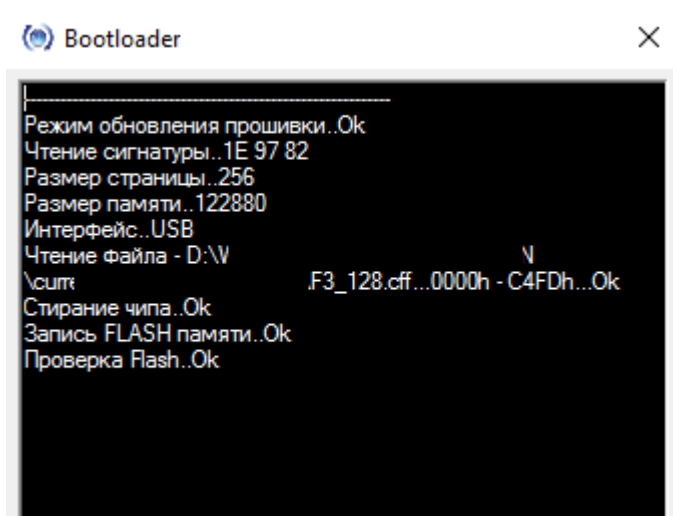 Bootloader
Режим обновления прошивки..Ok
Чтение сигнатуры..1E 97 82
Размер страницы..256
Размер памяти..122880
Интерфейс..USB
Чтение файла - D:\
F3_128.cff...0000h - C4FDh...Ok
Стирание чипа..Ok
Запись FLASH памяти..Ok
Проверка Flash..Ok